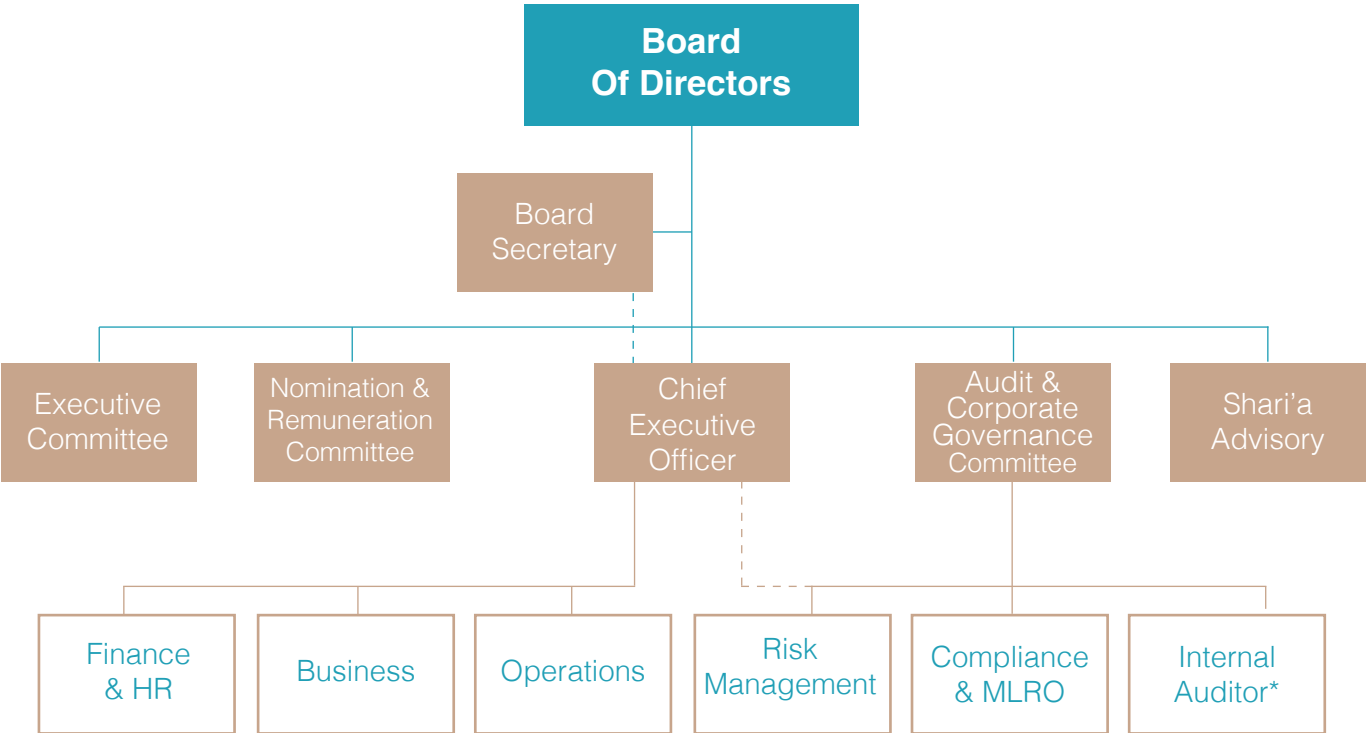 Board
Of Directors
Board
Secretary
Executive
Committee
Nomination &
Remuneration
Committee
Chief
Executive
Officer
Audit &
Corporate
Governance
Committee
Shari’a
Advisory
Finance
& HR
Business
Operations
Risk
Management
Compliance
& MLRO
Internal
Auditor*